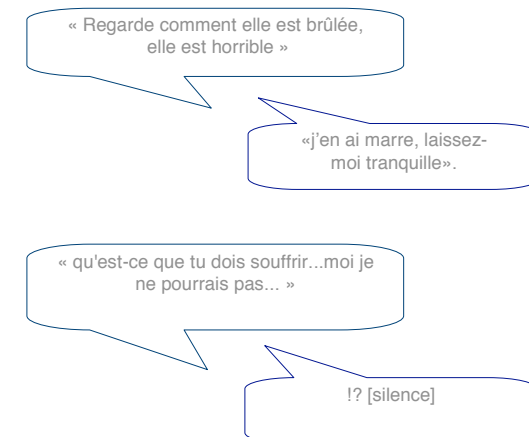 « Regarde comment elle est brûlée,
elle est horrible »
«j'en ai marre, laissez-
moi tranquille».
« qu'est-ce que tu dois souffrir...moi je
ne pourrais pas... »
!? [silence]